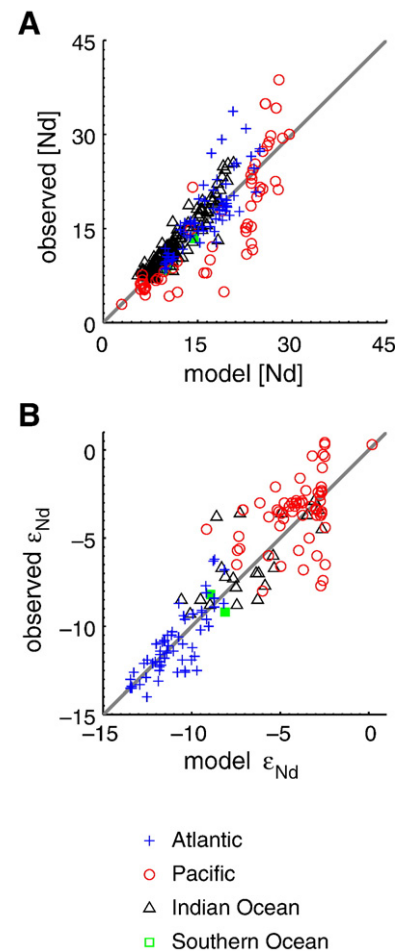 A
45
30
15
0
observed [Nd]
0 15 30 45
model [Nd]
B
0
−5
−10
−15
observed εNd
−15 −10 −5 0
model εNd
Atlantic
Pacific
Indian Ocean
Southern Ocean